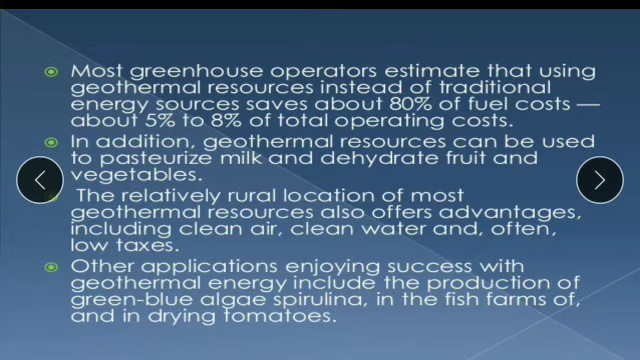 Most greenhouse operators estimate that using
geothermal resources instead of traditional
energy sources saves about 80% of fuel costs —
about 5% to 8% of total operating costs.
In addition, geothermal resources can be used
to pasteurize milk and dehydrate fruit and
vegetables.
The relatively rural location of most
geothermal resources also offers advantages,
including clean air, clean water and, often,
low taxes.
Other applications enjoying success with
geothermal energy include the production of
green-blue algae spirulina, in the fish farms of,
and in drying tomatoes.